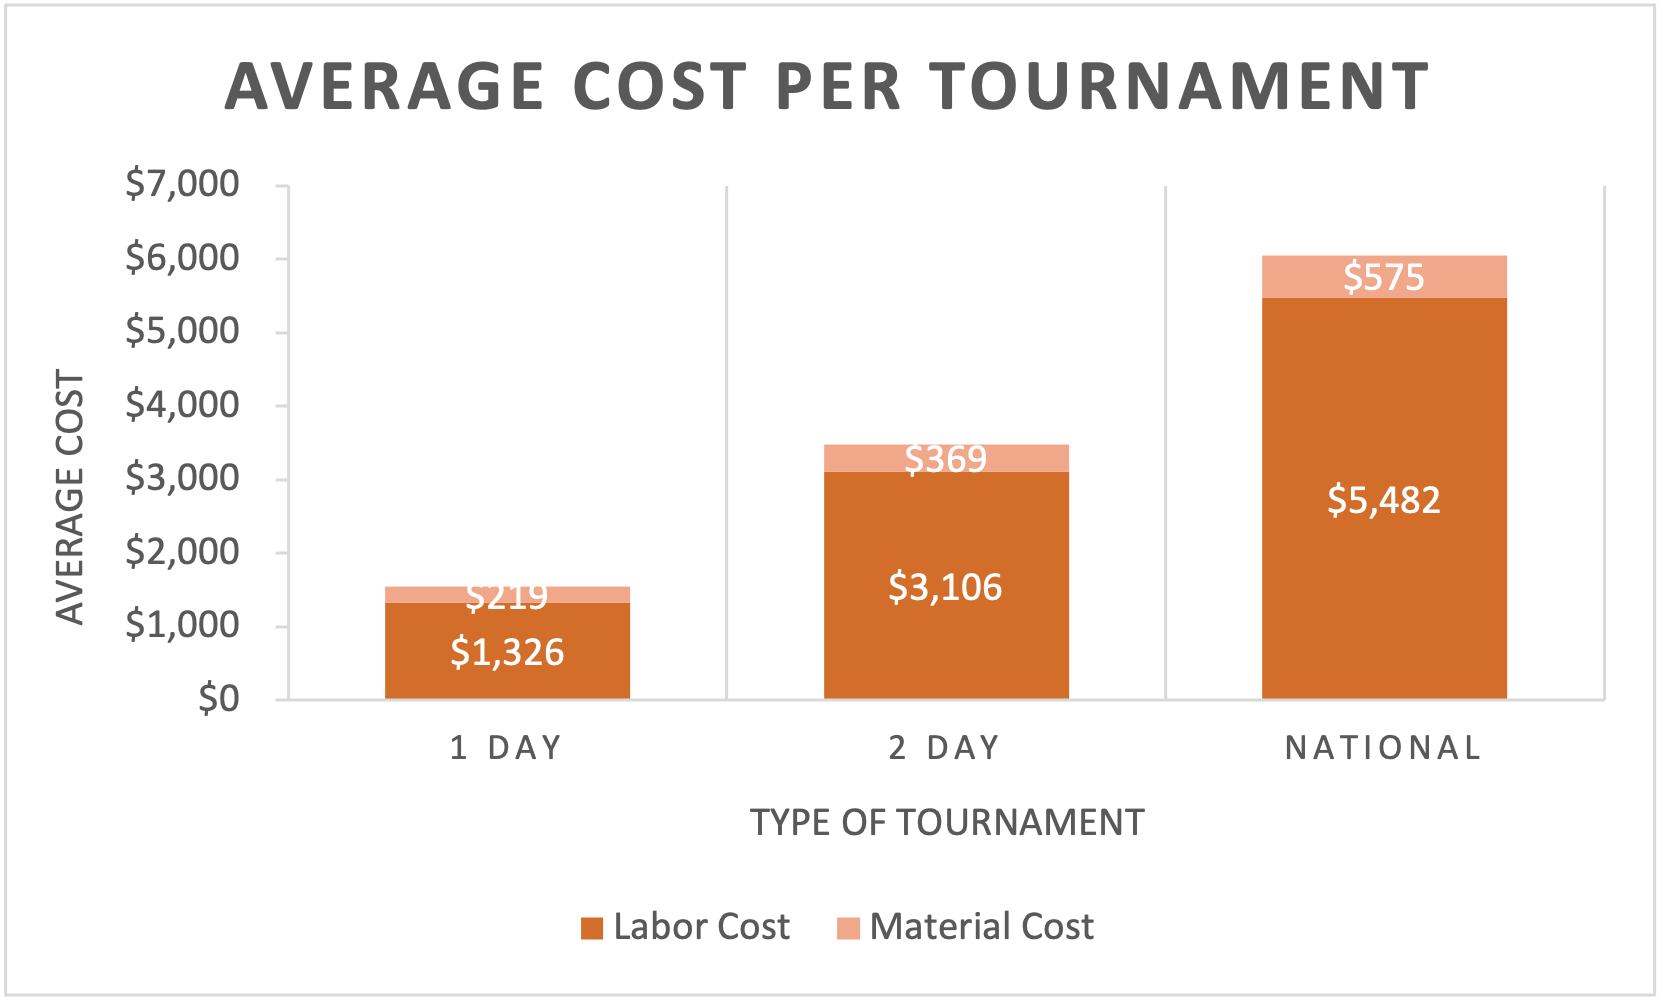 AVERAGE COST PER TOURNAMENT
$7,000
$6,000
$5,000
$4,000
$3,000
$2,000
$1,000
$0
AVERAGE COST
$219
$1,326
$369
$3,106
$575
$5,482
1 DAY
2 DAY
NATIONAL
TYPE OF TOURNAMENT
Labor Cost
Material Cost